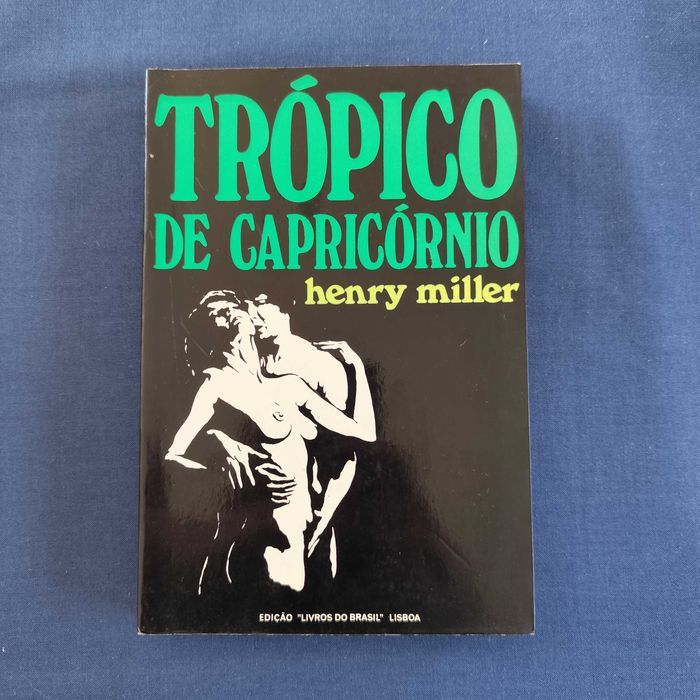 TRÓPICO
DE CAPRICÓRNIO
henry miller
EDIÇÃO "LIVROS DO BRASIL" LISBOA